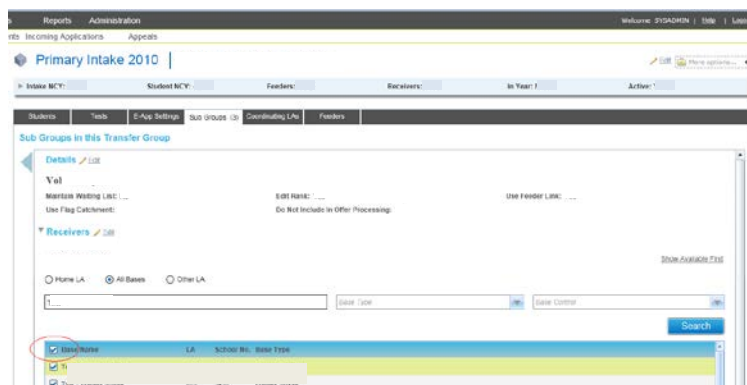 Reports Administration Welcome SYSADMIN | Help |
Incoming Applications Appeals
Primary Intake 2010 Edit More options...
Intake NCY: Student NCY: Feeders: Receivers: In Year: Active:
Students Tests E-App Settings Sub Groups (3) Coordinating LAs Feeders
Sub Groups in this Transfer Group
Details Edit
Vol
Maintain Waiting List: Edit Rank: Use Feeder Link:
Use Flag Catchment: Do Not Include in Offer Processing:
Receivers Edit
Show Available First
Home LA All Bases Other LA
Base Type Base Control
Search
Base Name LA School No. Base Type